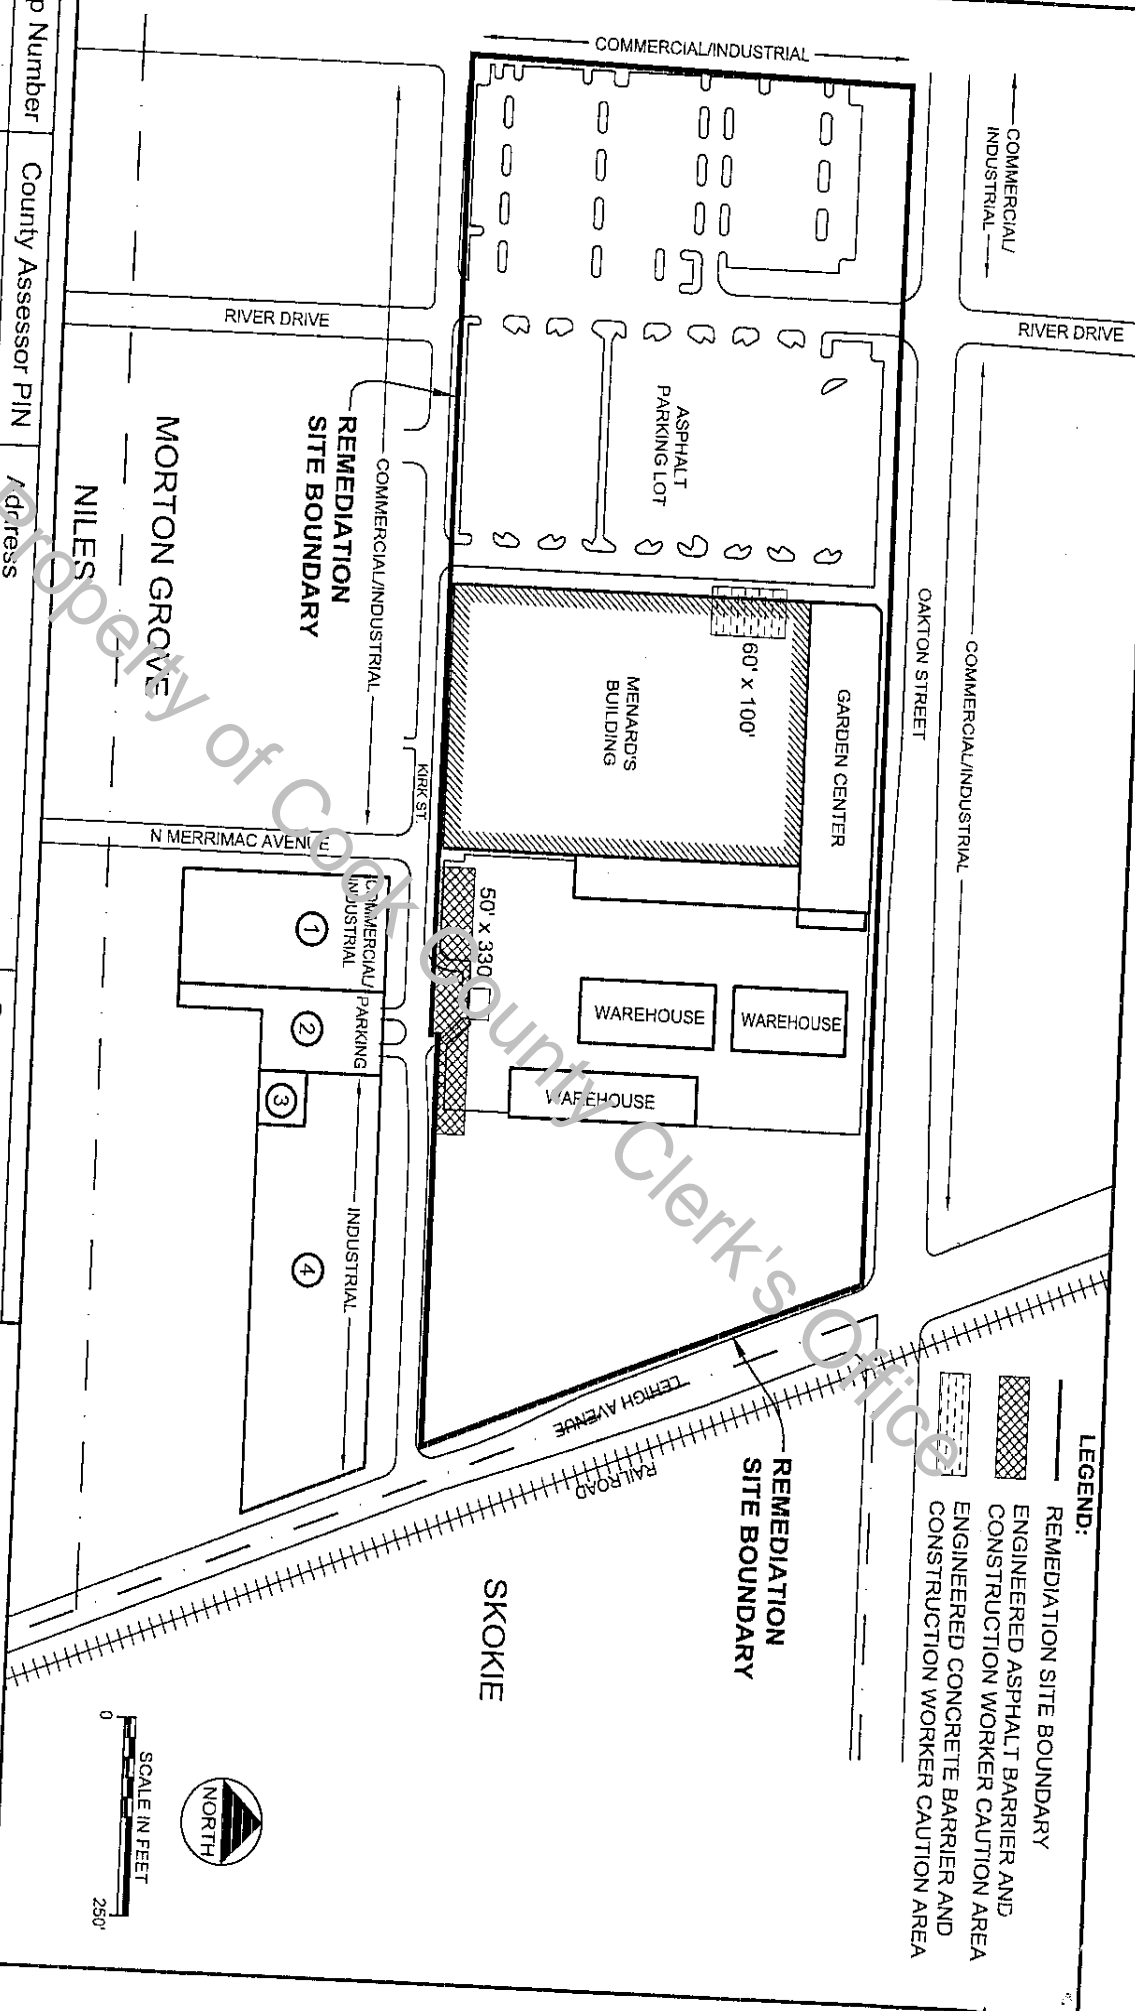 COMMERCIAL/INDUSTRIAL
COMMERCIAL/
INDUSTRIAL
RIVER DRIVE
RIVER DRIVE
OAKTON STREET
COMMERCIAL/INDUSTRIAL
ASPHALT
PARKING LOT
60' x 100'
MENARD'S
BUILDING
GARDEN CENTER
WAREHOUSE
WAREHOUSE
WAREHOUSE
50' x 330
KIRK ST.
COMMERCIAL/INDUSTRIAL
REMEDIATION
SITE BOUNDARY
N MERRIMAC AVENUE
COMMERCIAL/
INDUSTRIAL
PARKING
INDUSTRIAL
1
2
3
4
MORTON GROVE
NILES
SKOKIE
LEHIGH AVENUE
RAILROAD
REMEDIATION
SITE BOUNDARY
LEGEND:
REMEDIATION SITE BOUNDARY
ENGINEERED ASPHALT BARRIER AND
CONSTRUCTION WORKER CAUTION AREA
ENGINEERED CONCRETE BARRIER AND
CONSTRUCTION WORKER CAUTION AREA
NORTH
0
250'
SCALE IN FEET
p Number
County Assessor PIN
Address
Property of Cook County Clerk's Office